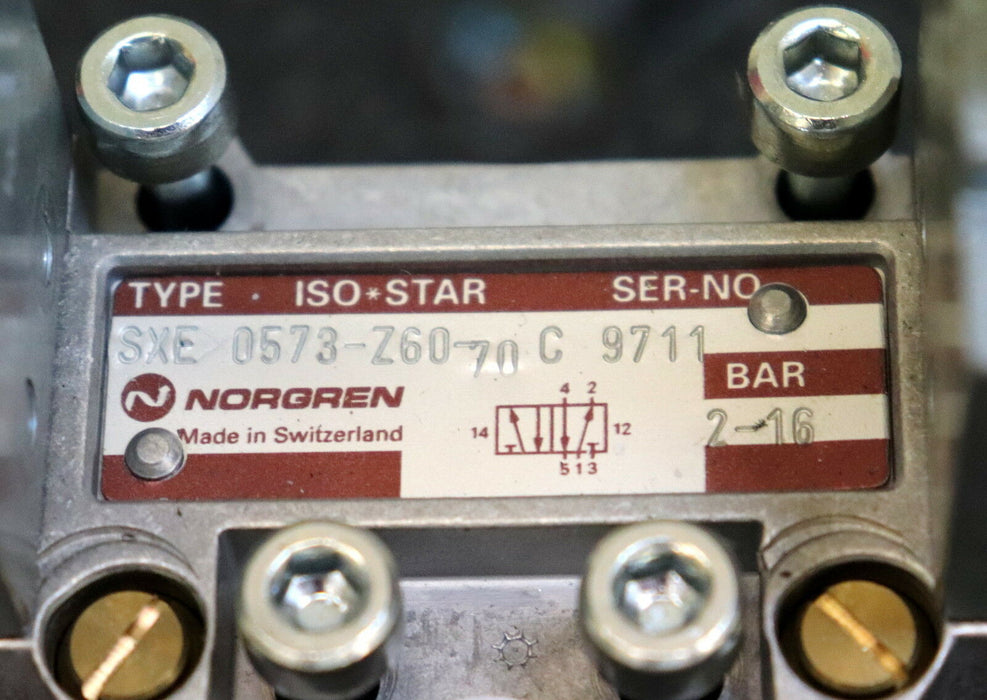 TYPE · ISO*STAR SER-NO
SXE 0573-Z60-70 C 9711
NORGREN
BAR
Made in Switzerland
2-16
4 2
14 12
5 1 3